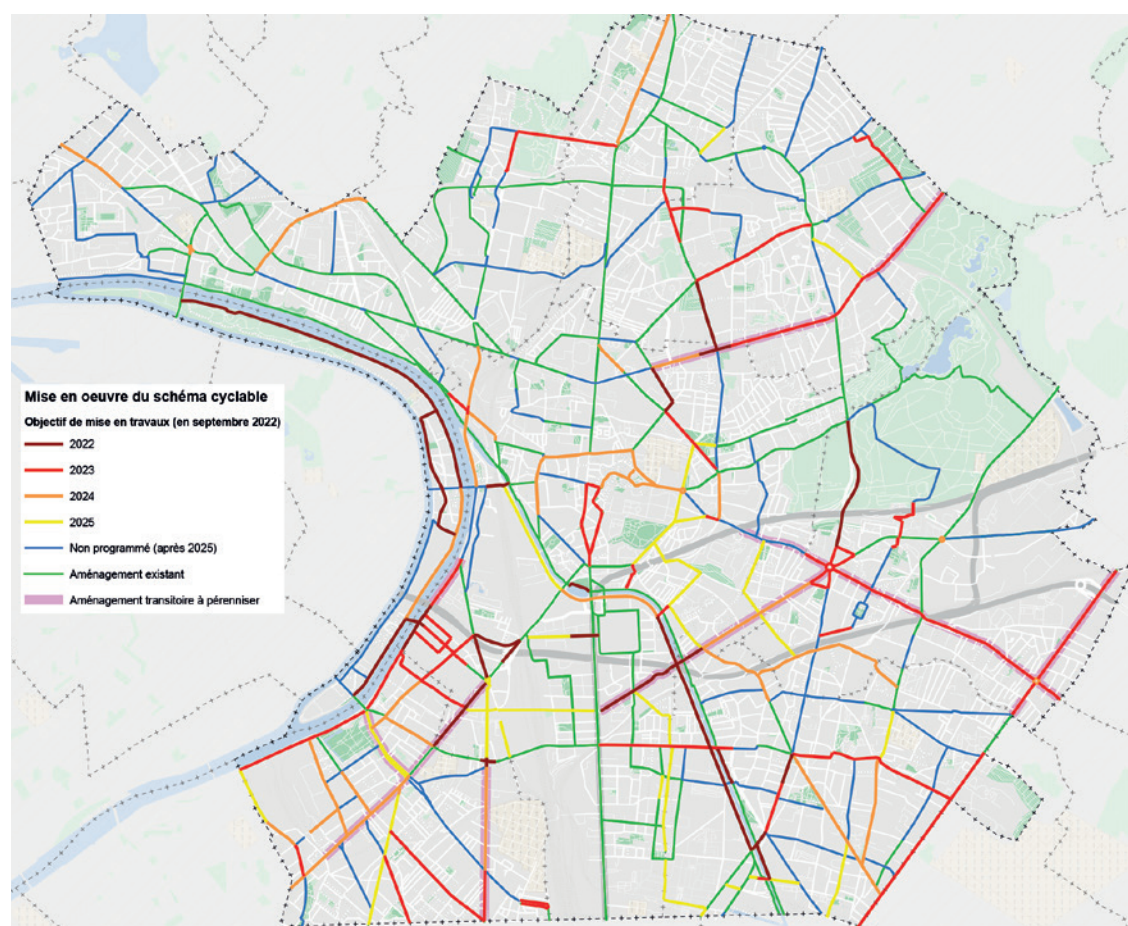 Mise en oeuvre du schéma cyclable
Objectif de mise en travaux (en septembre 2022)
2022
2023
2024
2025
Non programmé (après 2025)
Aménagement existant
Aménagement transitoire à pérenniser